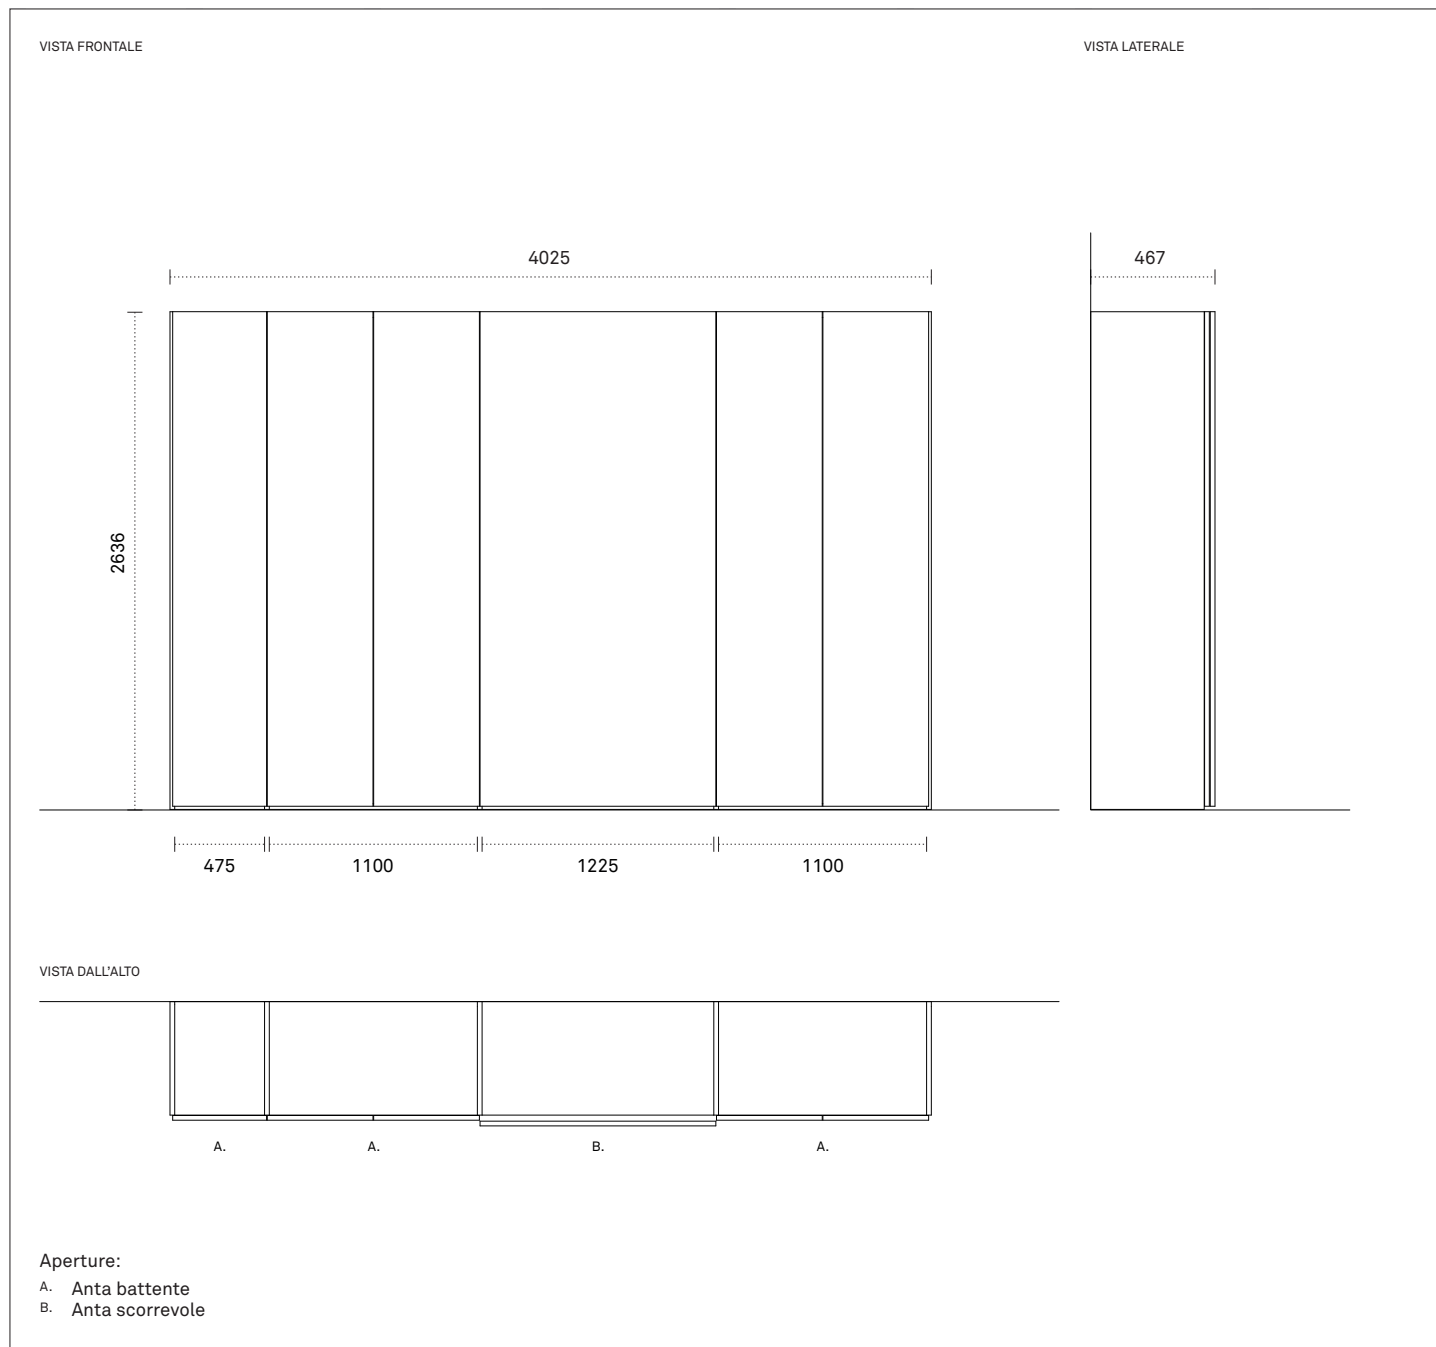 VISTA FRONTALE
VISTA LATERALE
4025
467
2636
475
1100
1225
1100
VISTA DALL'ALTO
A.
A.
B.
A.
Aperture:
A. Anta battente
B. Anta scorrevole